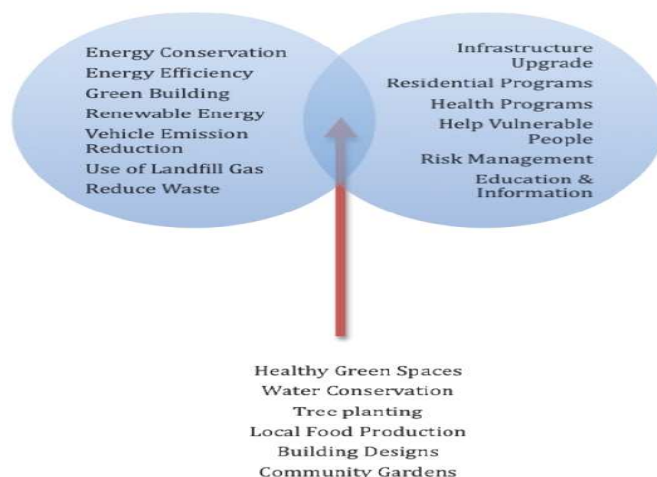 Energy Conservation
Energy Efficiency
Green Building
Renewable Energy
Vehicle Emission
Reduction
Use of Landfill Gas
Reduce Waste
Infrastructure
Upgrade
Residential Programs
Health Programs
Help Vulnerable
People
Risk Management
Education &
Information
Healthy Green Spaces
Water Conservation
Tree planting
Local Food Production
Building Designs
Community Gardens